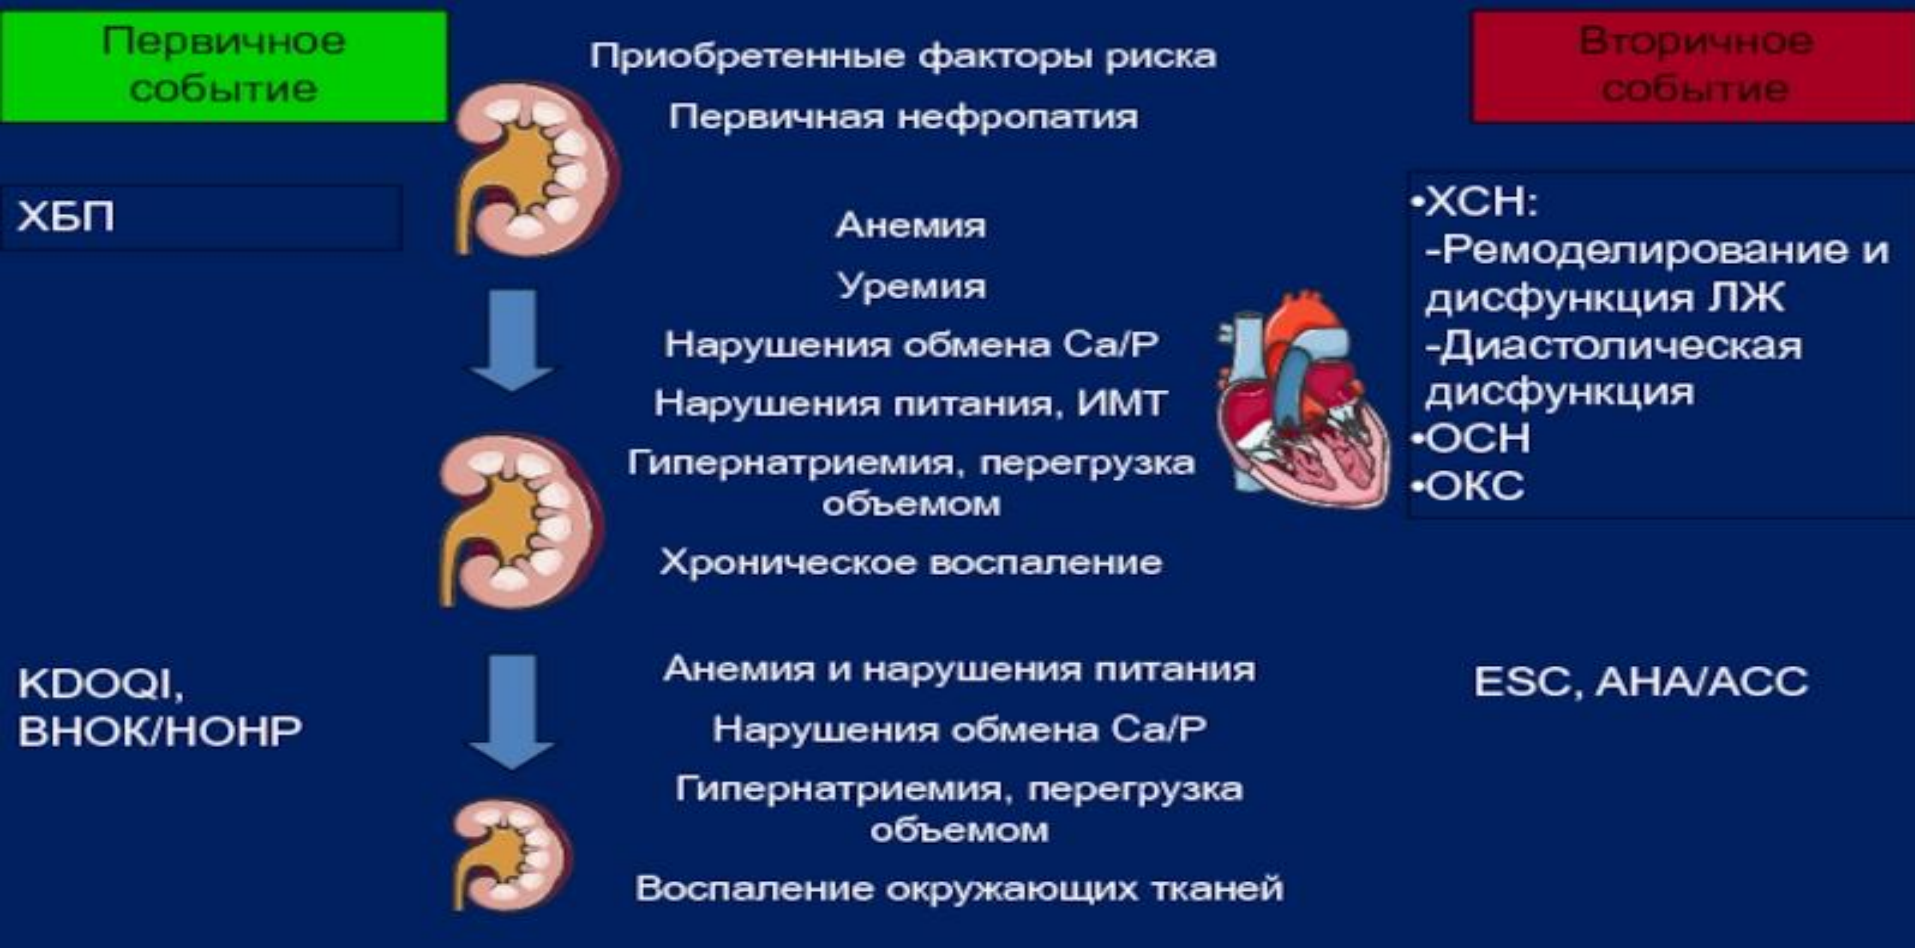 Первичное
событие
Приобретенные факторы риска
Первичная нефропатия
Вторичное
событие
ХБП
Анемия
Уремия
Нарушения обмена Са/Р
Нарушения питания, ИМТ
Гипернатриемия, перегрузка
объемом
Хроническое воспаление
•ХСН:
-Ремоделирование и
дисфункция ЛЖ
-Диастолическая
дисфункция
•ОСН
•ОКС
KDOQI,
ВНОК/НОНР
Анемия и нарушения питания
Нарушения обмена Са/Р
Гипернатриемия, перегрузка
объемом
Воспаление окружающих тканей
ESC, AHA/ACC